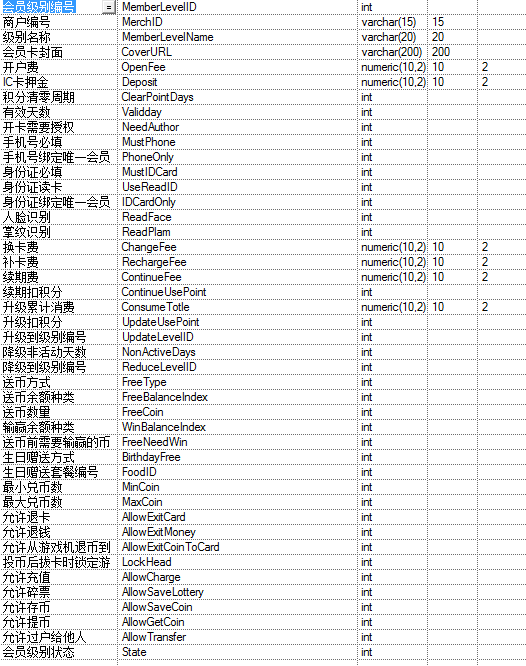 会员级别编号 = MemberLevelID int
商户编号 MerchID varchar(15) 15
级别名称 MemberLevelName varchar(20) 20
会员卡封面 CoverURL varchar(200) 200
开户费 OpenFee numeric(10,2) 10 2
IC卡押金 Deposit numeric(10,2) 10 2
积分清零周期 ClearPointDays int
有效天数 Validday int
开卡需要授权 NeedAuthor int
手机号必填 MustPhone int
手机号绑定唯一会员 PhoneOnly int
身份证必填 MustIDCard int
身份证读卡 UseReadID int
身份证绑定唯一会员 IDCardOnly int
人脸识别 ReadFace int
掌纹识别 ReadPlam int
换卡费 ChangeFee numeric(10,2) 10 2
补卡费 RechargeFee numeric(10,2) 10 2
续期费 ContinueFee numeric(10,2) 10 2
续期扣积分 ContinueUsePoint int
升级累计消费 ConsumeTotle numeric(10,2) 10 2
升级扣积分 UpdateUsePoint int
升级到级别编号 UpdateLevelID int
降级非活动天数 NonActiveDays int
降级到级别编号 ReduceLevelID int
送币方式 FreeType int
送币余额种类 FreeBalanceIndex int
送币数量 FreeCoin int
输赢余额种类 WinBalanceIndex int
送币前需要输赢的币 FreeNeedWin int
生日赠送方式 BirthdayFree int
生日赠送套餐编号 FoodID int
最小兑币数 MinCoin int
最大兑币数 MaxCoin int
允许退卡 AllowExitCard int
允许退钱 AllowExitMoney int
允许从游戏机退币到 AllowExitCoinToCard int
投币后拔卡时锁定游 LockHead int
允许充值 AllowCharge int
允许碎票 AllowSaveLottery int
允许存币 AllowSaveCoin int
允许提币 AllowGetCoin int
允许过户给他人 AllowTransfer int
会员级别状态 State int